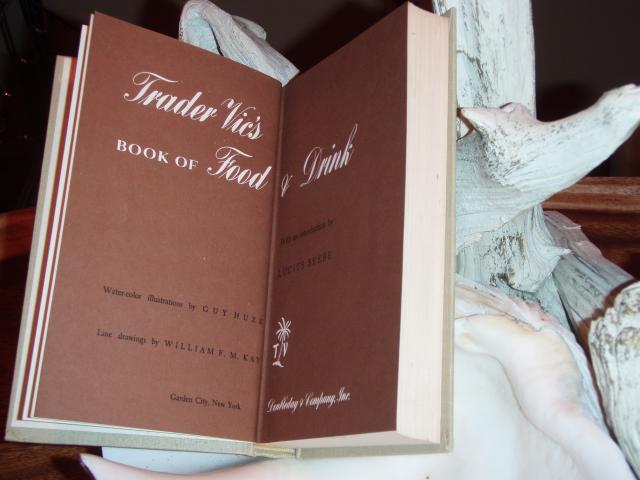 Trader Vic's
BOOK OF Food & Drink
With an introduction by
LUCIUS BEEBE
Water-color illustrations by GUY HUZE
Line drawings by WILLIAM F. M. KAY
Garden City, New York
Doubleday & Company, Inc.